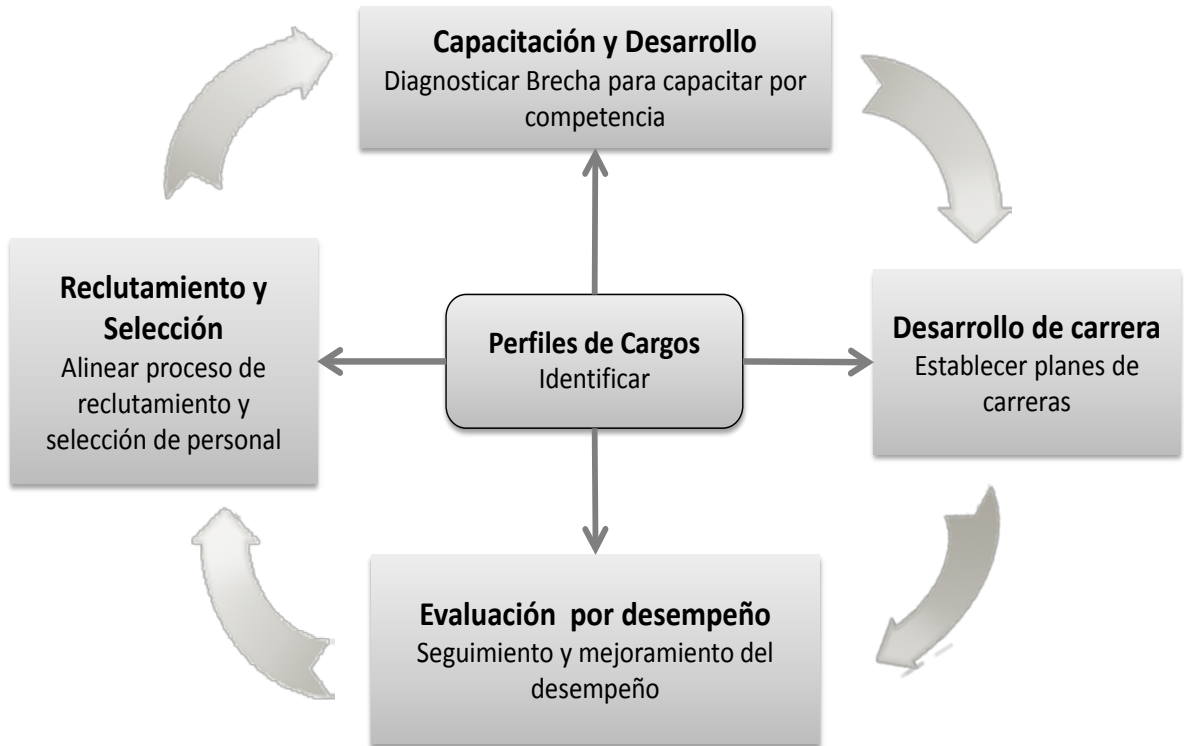 Capacitación y Desarrollo
Diagnosticar Brecha para capacitar por
competencia
Reclutamiento y
Selección
Alinear proceso de
reclutamiento y
selección de personal
Perfiles de Cargos
Identificar
Desarrollo de carrera
Establecer planes de
carreras
Evaluación  por desempeño
Seguimiento y mejoramiento del
desempeño